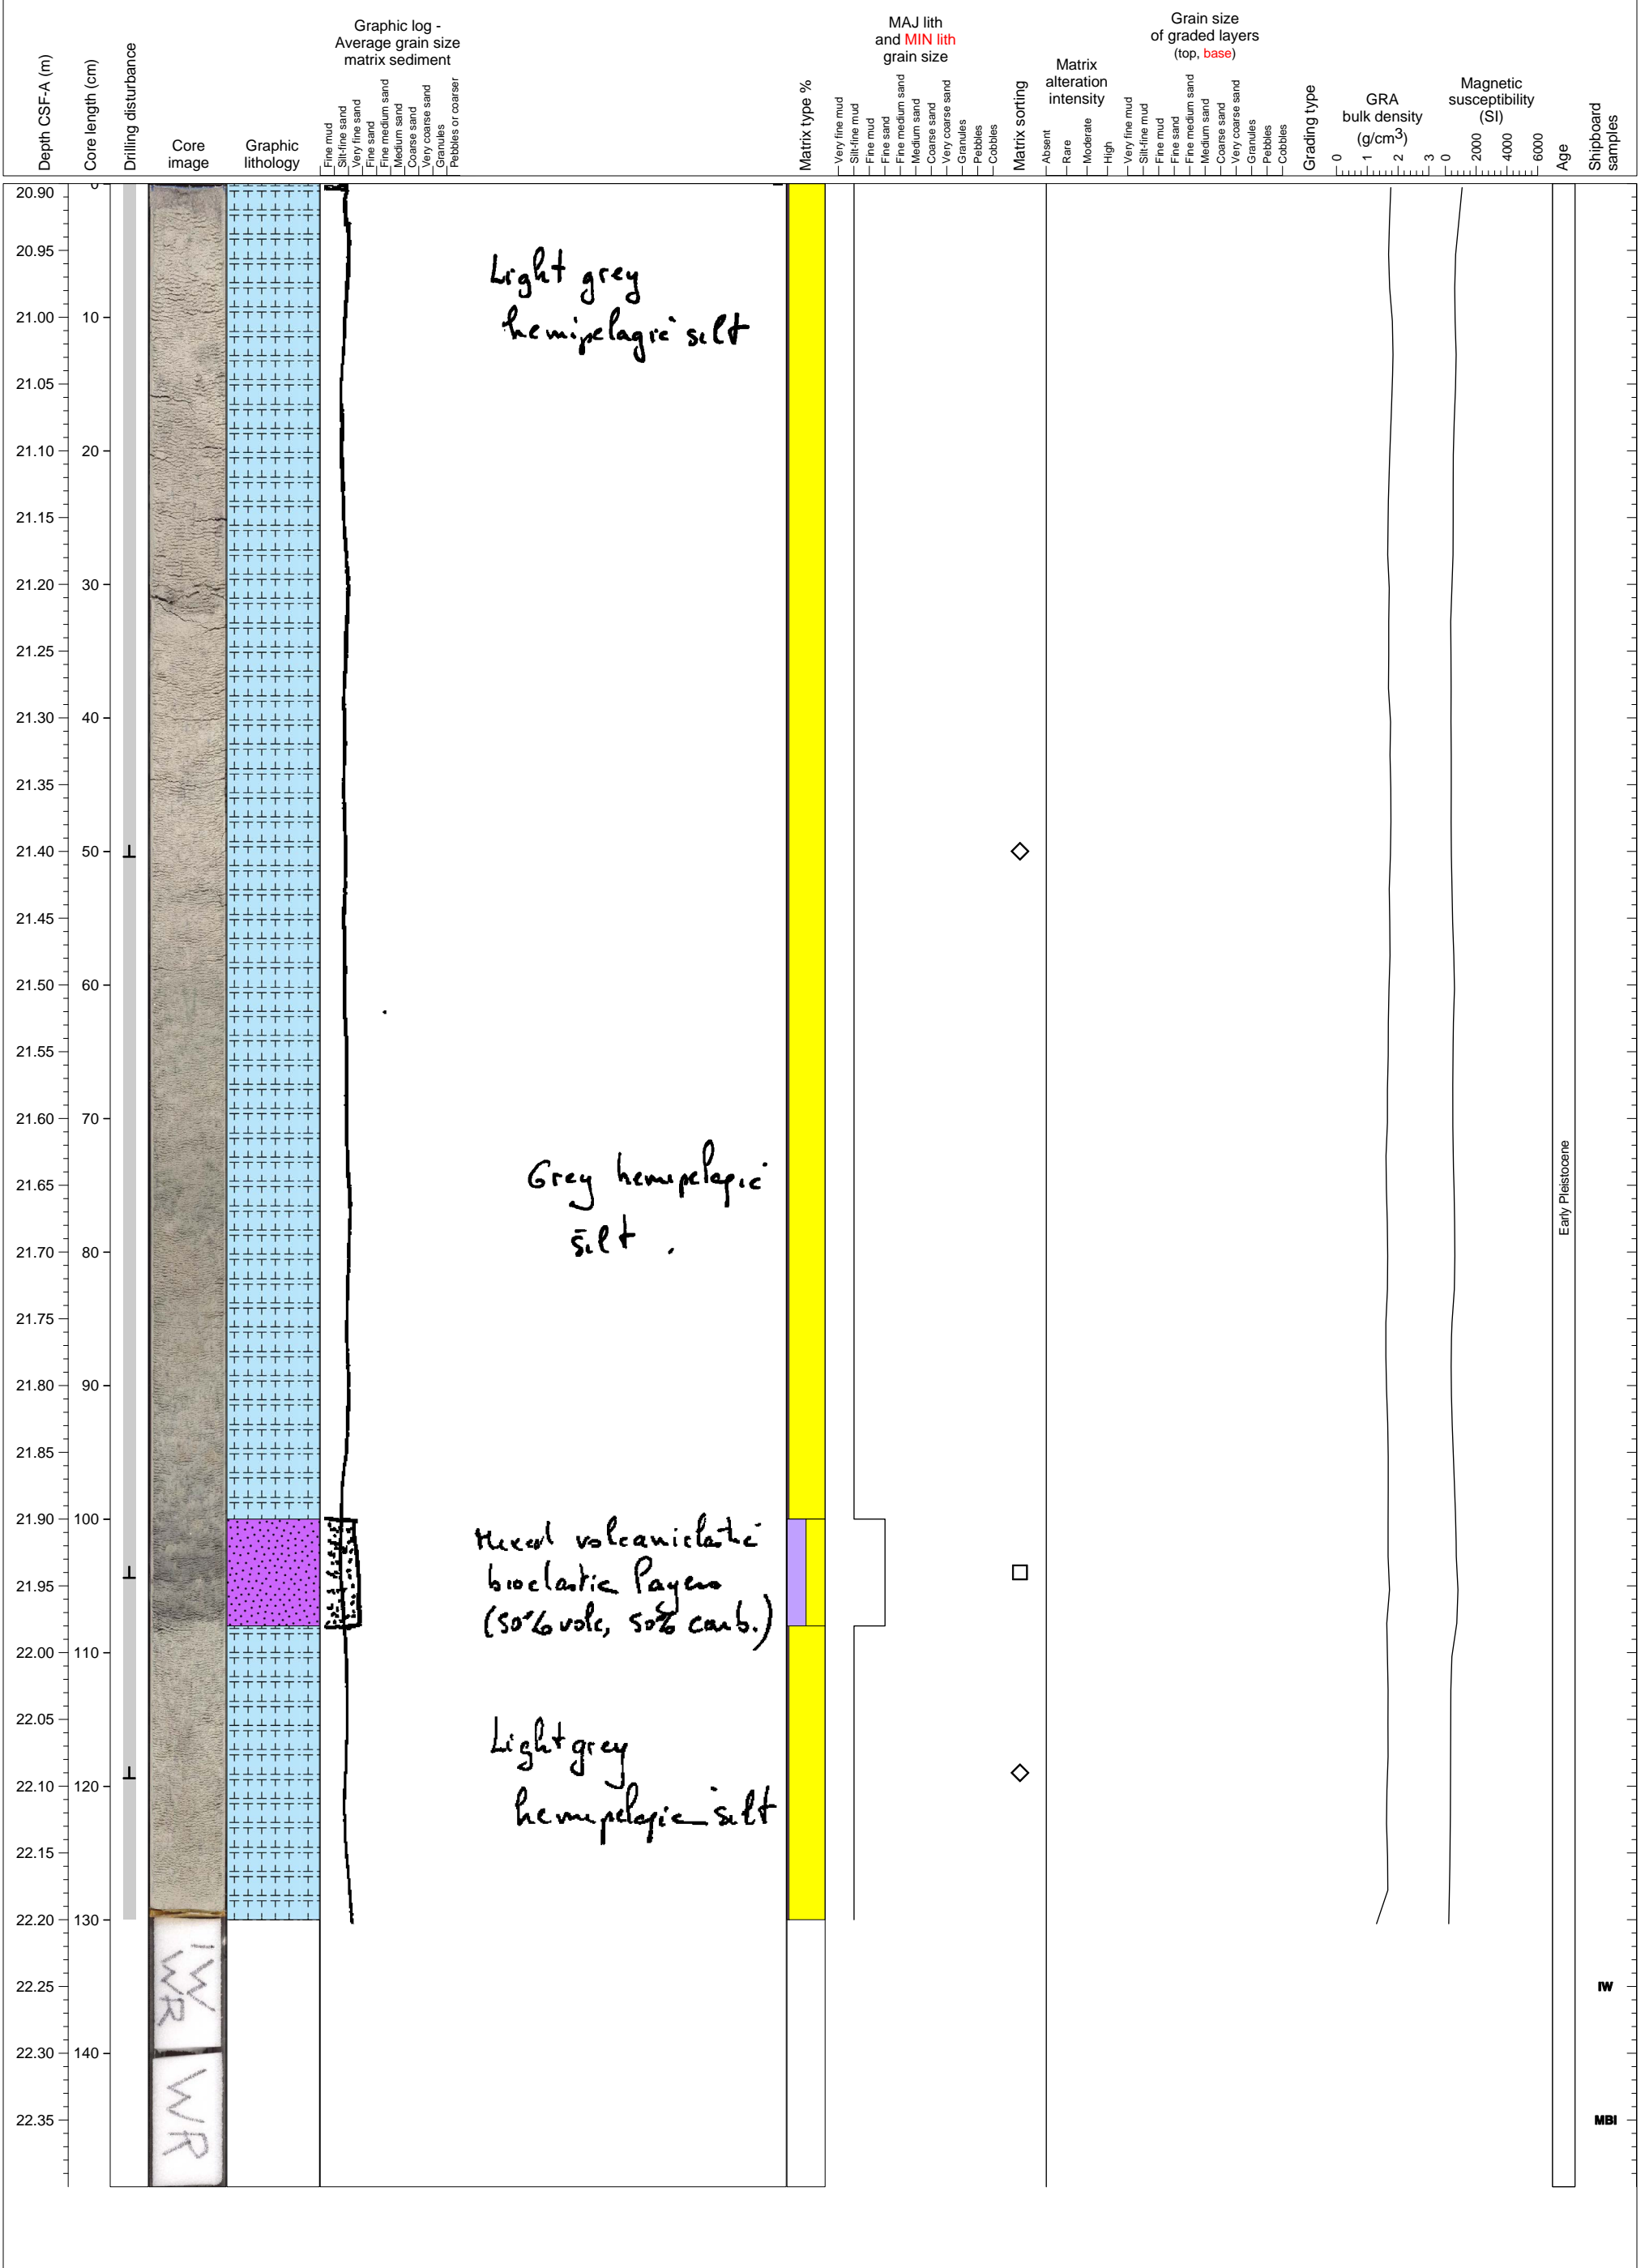 Depth CSF-A (m)
Core length (cm)
Drilling disturbance
Core
image
Graphic
lithology
Graphic log -
Average grain size
matrix sediment
Fine mud
Silt-fine sand
Very fine sand
Fine sand
Fine medium sand
Medium sand
Coarse sand
Very coarse sand
Granules
Pebbles or coarser
Matrix type %
MAJ lith
and MIN lith
grain size
Very fine mud
Silt-fine mud
Fine mud
Fine sand
Fine medium sand
Medium sand
Coarse sand
Very coarse sand
Granules
Pebbles
Cobbles
Matrix sorting
Matrix
alteration
intensity
Absent
Rare
Moderate
High
Grain size
of graded layers
(top, base)
Very fine mud
Silt-fine mud
Fine mud
Fine sand
Fine medium sand
Medium sand
Coarse sand
Very coarse sand
Granules
Pebbles
Cobbles
Grading type
GRA
bulk density
(g/cm3)
0 1 2 3
Magnetic
susceptibility
(SI)
0 2000 4000 6000
Age
Shipboard
samples
20.90 0
20.95
21.00 10
21.05
21.10 20
21.15
21.20 30
21.25
21.30 40
21.35
21.40 50
21.45
21.50 60
21.55
21.60 70
21.65
21.70 80
21.75
21.80 90
21.85
21.90 100
21.95
22.00 110
22.05
22.10 120
22.15
22.20 130
22.25
22.30 140
22.35
Light grey
hemipelagic silt
Grey hemipelagic
silt .
Mixed volcaniclastic
bioclastic layers
(50% volc, 50% carb.)
Light grey
hemipelagic silt
Early Pleistocene
IW
WR
WR
IW
MBI